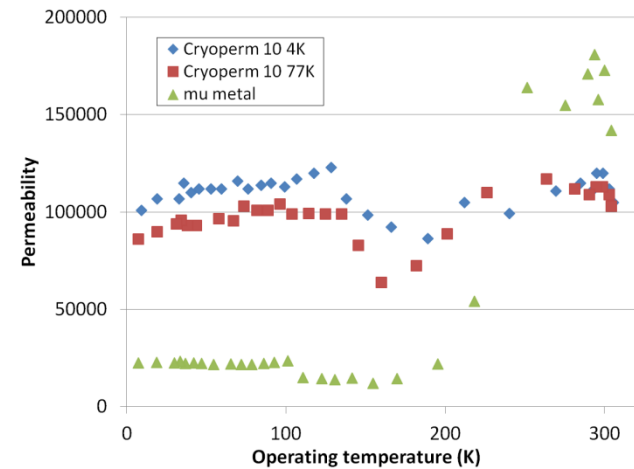 200000
150000
100000
50000
0
Permeability
Cryoperm 10 4K
Cryoperm 10 77K
mu metal
0
100
200
300
Operating temperature (K)